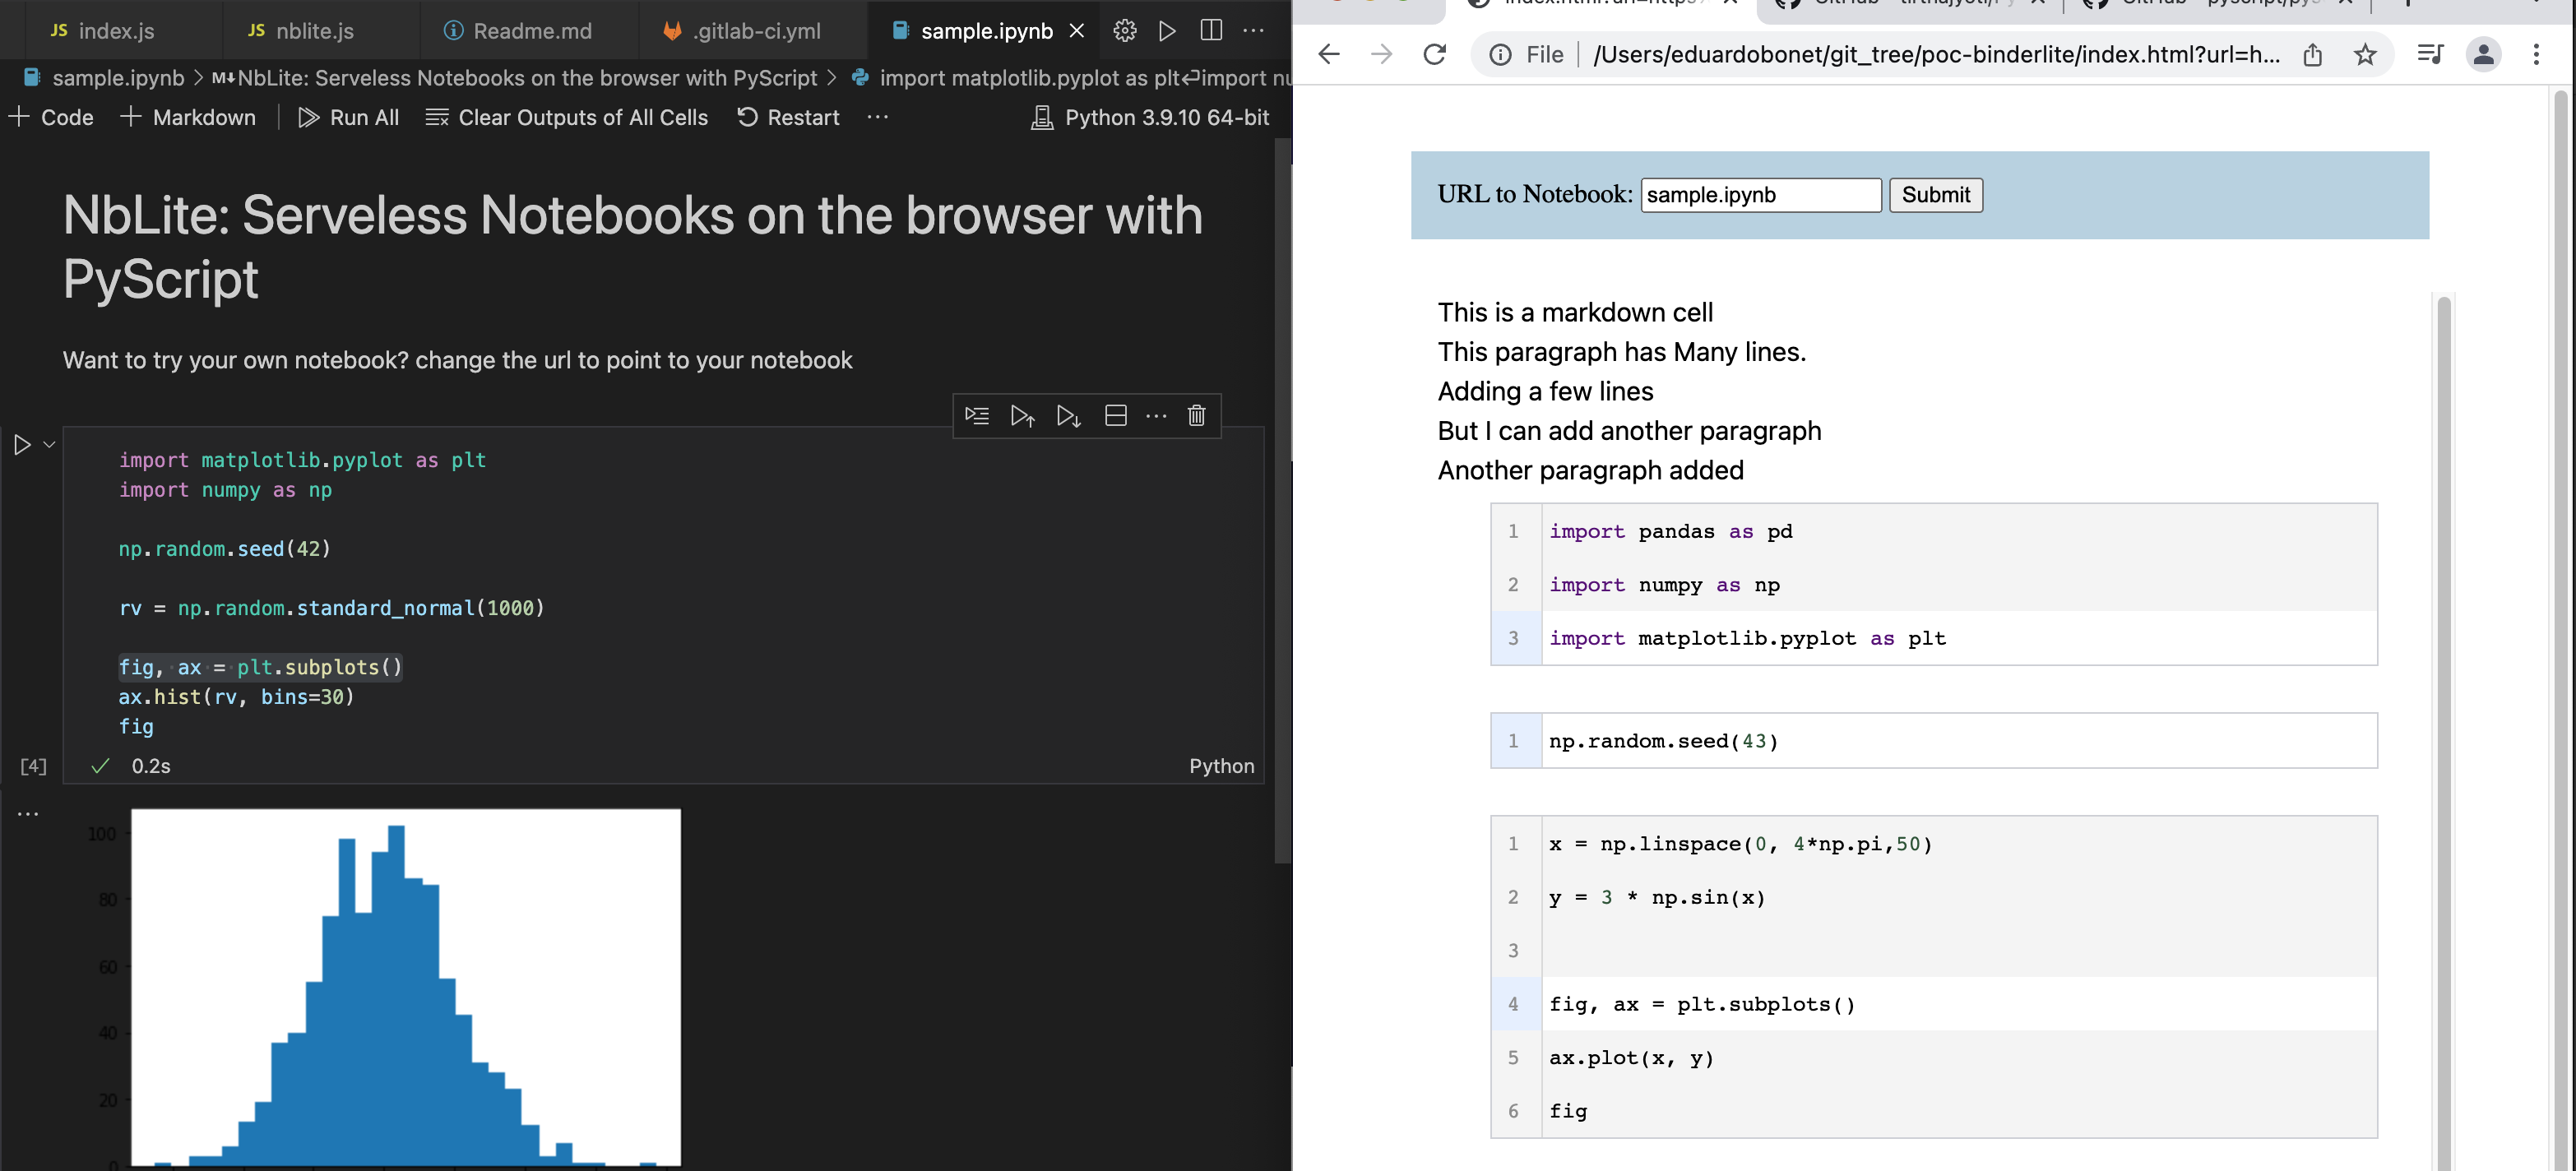 JS index.js
JS nblite.js
Readme.md
.gitlab-ci.yml
sample.ipynb
sample.ipynb > M↓NbLite: Serveless Notebooks on the browser with PyScript > import matplotlib.pyplot as plt↵import
+ Code
+ Markdown
Run All
Clear Outputs of All Cells
Restart
...
Python 3.9.10 64-bit
NbLite: Serveless Notebooks on the browser with
PyScript
Want to try your own notebook? change the url to point to your notebook
import matplotlib.pyplot as plt
import numpy as np
np.random.seed(42)
rv = np.random.standard_normal(1000)
fig, ax = plt.subplots()
ax.hist(rv, bins=30)
fig
[4]
0.2s
Python
100
80
60
40
20
0
File
/Users/eduardobonet/git_tree/poc-binderlite/index.html?url=h...
URL to Notebook: sample.ipynb Submit
This is a markdown cell
This paragraph has Many lines.
Adding a few lines
But I can add another paragraph
Another paragraph added
1 import pandas as pd
2 import numpy as np
3 import matplotlib.pyplot as plt
1 np.random.seed(43)
1 x = np.linspace(0, 4*np.pi,50)
2 y = 3 * np.sin(x)
3
4 fig, ax = plt.subplots()
5 ax.plot(x, y)
6 fig